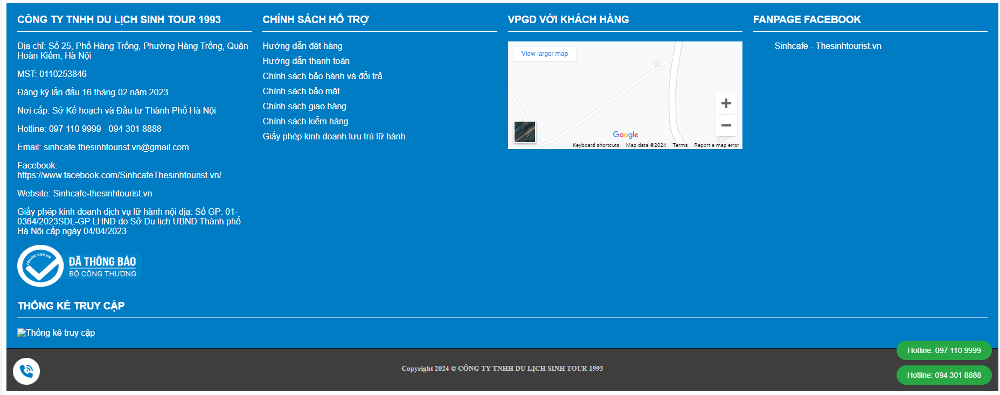 CÔNG TY TNHH DU LỊCH SINH TOUR 1993
Địa chỉ: Số 25, Phố Hàng Trống, Phường Hàng Trống, Quận
Hoàn Kiếm, Hà Nội
MST: 0110253846
Đăng ký lần đầu 16 tháng 02 năm 2023
Nơi cấp: Sở Kế hoạch và Đầu tư Thành Phố Hà Nội
Hotline: 097 110 9999 - 094 301 8888
Email: sinhcafe.thesinhtourist.vn@gmail.com
Facebook:
https://www.facebook.com/SinhcafeThesinhtourist.vn/
Website: Sinhcafe-thesinhtourist.vn
Giấy phép kinh doanh dịch vụ lữ hành nội địa: Số GP: 01-
0364/2023SDL-GP LHND do Sở Du lịch UBND Thành phố
Hà Nội cấp ngày 04/04/2023
ONLINE.GOV.VN
ĐÃ THÔNG BÁO
BỘ CÔNG THƯƠNG
CHÍNH SÁCH HỖ TRỢ
Hướng dẫn đặt hàng
Hướng dẫn thanh toán
Chính sách bảo hành và đổi trả
Chính sách bảo mật
Chính sách giao hàng
Chính sách kiểm hàng
Giấy phép kinh doanh lưu trú lữ hành
VPGD VỚI KHÁCH HÀNG
View larger map
Google
Keyboard shortcuts Map data ©2024 Terms Report a map error
FANPAGE FACEBOOK
Sinhcafe - Thesinhtourist.vn
THỐNG KÊ TRUY CẬP
Thống kê truy cập
Hotline: 097 110 9999
Copyright 2024 © CÔNG TY TNHH DU LỊCH SINH TOUR 1993
Hotline: 094 301 8888